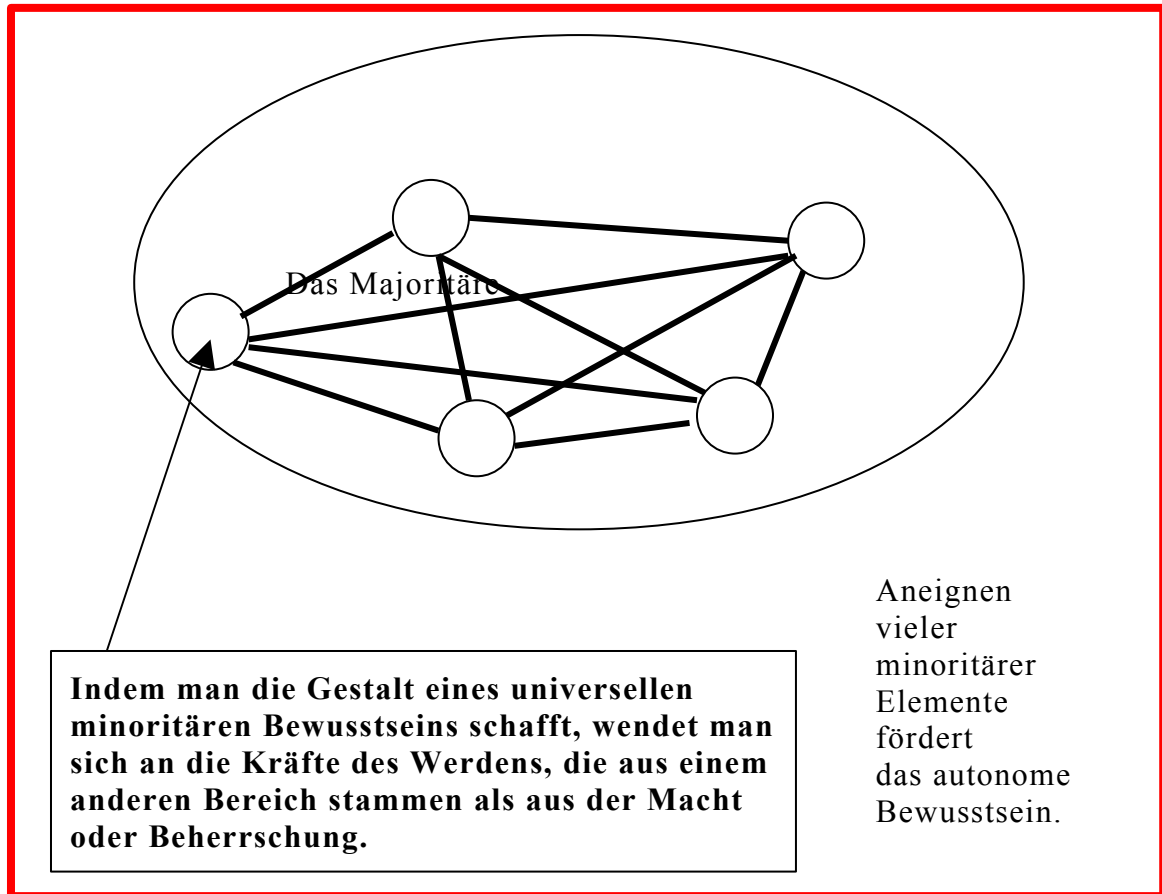 Das Majoritäre
Aneignen
vieler
minoritärer
Elemente
fördert
das autonome
Bewusstsein.
Indem man die Gestalt eines universellen
minoritären Bewusstseins schafft, wendet man
sich an die Kräfte des Werdens, die aus einem
anderen Bereich stammen als aus der Macht
oder Beherrschung.